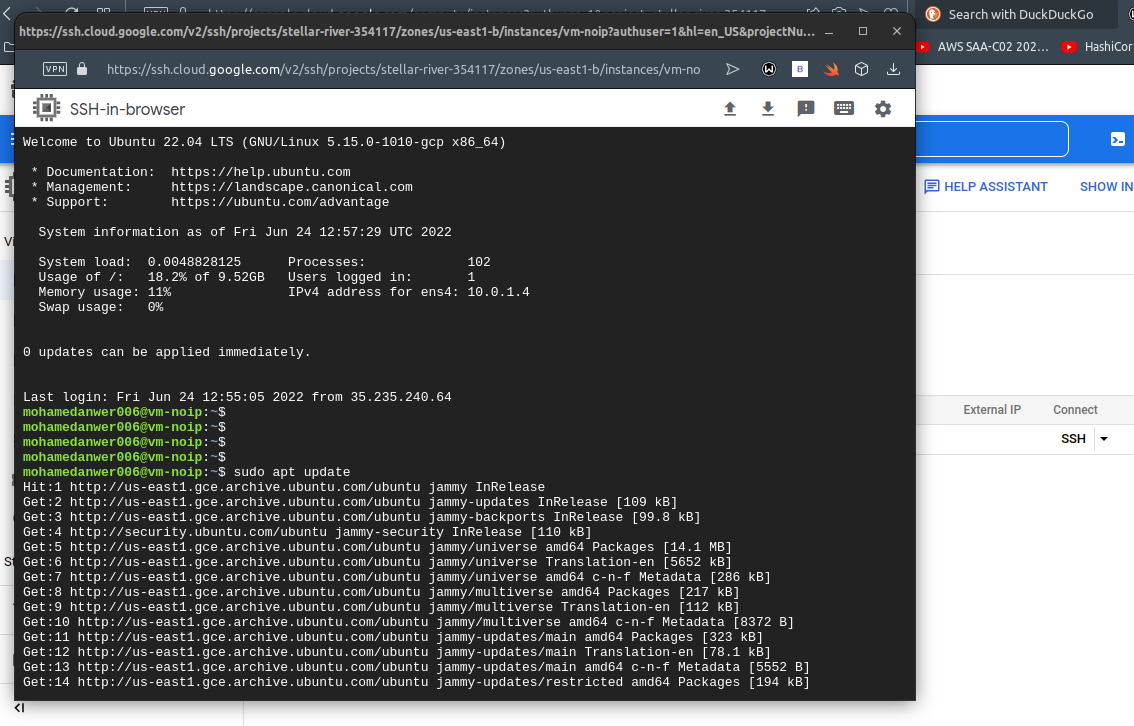 Search with DuckDuckGo
https://ssh.cloud.google.com/v2/ssh/projects/stellar-river-354117/zones/us-east1-b/instances/vm-noip?authuser=1&hl=en_US&projectNu...
AWS SAA-C02 202...
HashiCor
VPN
https://ssh.cloud.google.com/v2/ssh/projects/stellar-river-354117/zones/us-east1-b/instances/vm-no
SSH-in-browser
HELP ASSISTANT
SHOW IN
External IP
Connect
SSH
Welcome to Ubuntu 22.04 LTS (GNU/Linux 5.15.0-1010-gcp x86_64)
* Documentation:  https://help.ubuntu.com
* Management:     https://landscape.canonical.com
* Support:        https://ubuntu.com/advantage
System information as of Fri Jun 24 12:57:29 UTC 2022
System load:  0.0048828125      Processes:             102
Usage of /:   18.2% of 9.52GB   Users logged in:       1
Memory usage: 11%               IPv4 address for ens4: 10.0.1.4
Swap usage:   0%
0 updates can be applied immediately.
Last login: Fri Jun 24 12:55:05 2022 from 35.235.240.64
mohamedanwer006@vm-noip:~$
mohamedanwer006@vm-noip:~$
mohamedanwer006@vm-noip:~$
mohamedanwer006@vm-noip:~$
mohamedanwer006@vm-noip:~$ sudo apt update
Hit:1 http://us-east1.gce.archive.ubuntu.com/ubuntu jammy InRelease
Get:2 http://us-east1.gce.archive.ubuntu.com/ubuntu jammy-updates InRelease [109 kB]
Get:3 http://us-east1.gce.archive.ubuntu.com/ubuntu jammy-backports InRelease [99.8 kB]
Get:4 http://security.ubuntu.com/ubuntu jammy-security InRelease [110 kB]
Get:5 http://us-east1.gce.archive.ubuntu.com/ubuntu jammy/universe amd64 Packages [14.1 MB]
Get:6 http://us-east1.gce.archive.ubuntu.com/ubuntu jammy/universe Translation-en [5652 kB]
Get:7 http://us-east1.gce.archive.ubuntu.com/ubuntu jammy/universe amd64 c-n-f Metadata [286 kB]
Get:8 http://us-east1.gce.archive.ubuntu.com/ubuntu jammy/multiverse amd64 Packages [217 kB]
Get:9 http://us-east1.gce.archive.ubuntu.com/ubuntu jammy/multiverse Translation-en [112 kB]
Get:10 http://us-east1.gce.archive.ubuntu.com/ubuntu jammy/multiverse amd64 c-n-f Metadata [8372 B]
Get:11 http://us-east1.gce.archive.ubuntu.com/ubuntu jammy-updates/main amd64 Packages [323 kB]
Get:12 http://us-east1.gce.archive.ubuntu.com/ubuntu jammy-updates/main Translation-en [78.1 kB]
Get:13 http://us-east1.gce.archive.ubuntu.com/ubuntu jammy-updates/main amd64 c-n-f Metadata [5552 B]
Get:14 http://us-east1.gce.archive.ubuntu.com/ubuntu jammy-updates/restricted amd64 Packages [194 kB]